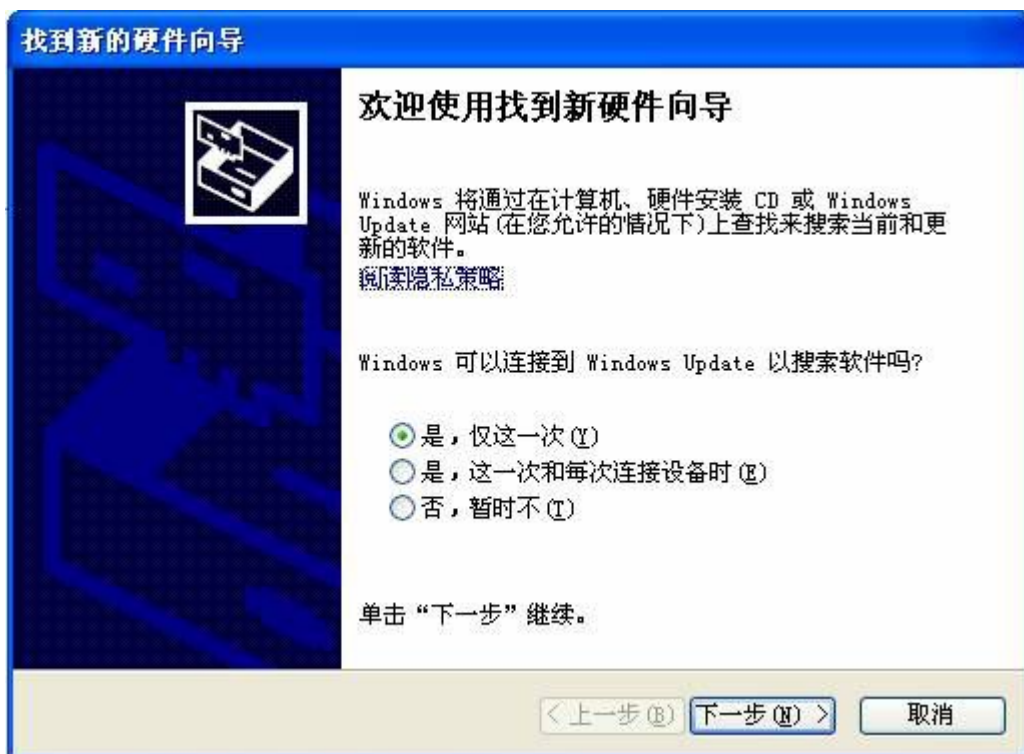 找到新的硬件向导
欢迎使用找到新硬件向导
Windows 将通过在计算机、硬件安装 CD 或 Windows
Update 网站(在您允许的情况下)上查找来搜索当前和更
新的软件。
阅读隐私策略
Windows 可以连接到 Windows Update 以搜索软件吗?
是，仅这一次(Y)
是，这一次和每次连接设备时(E)
否，暂时不(T)
单击“下一步”继续。
< 上一步(B) 下一步(N) > 取消